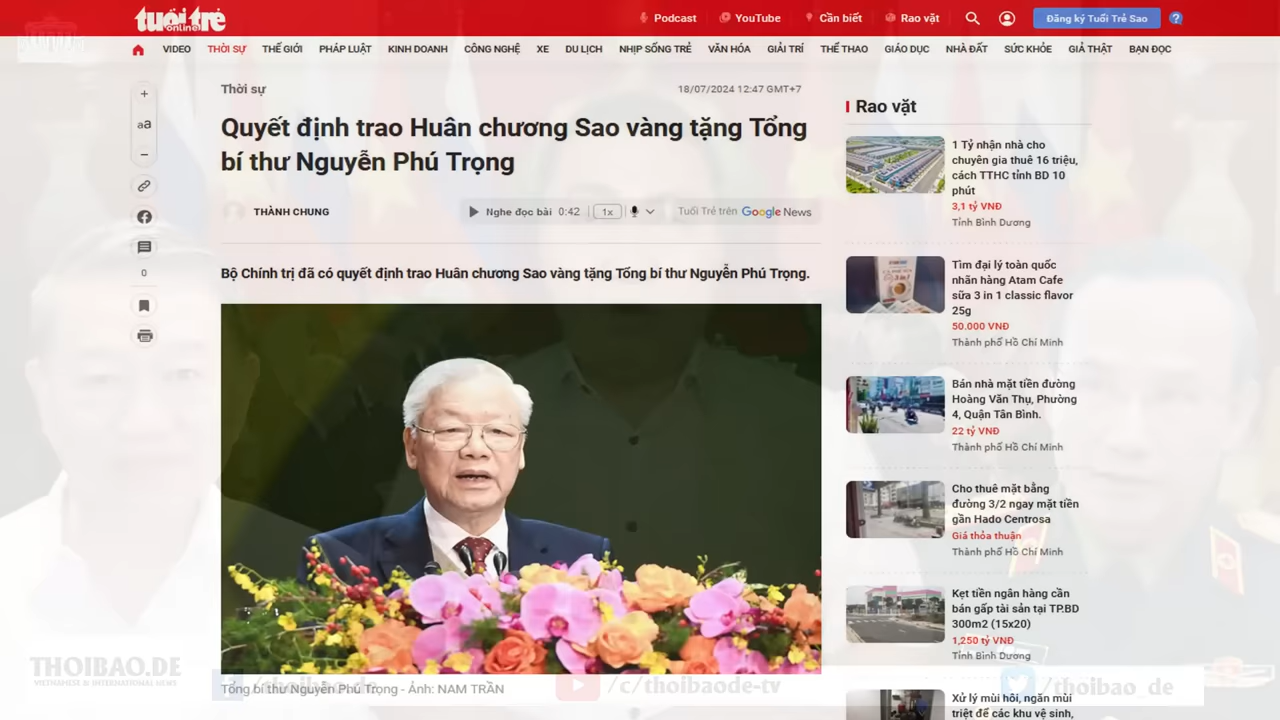 tuổi trẻ online
Podcast
YouTube
Cần biết
Rao vặt
Đăng ký Tuổi Trẻ Sao
?
VIDEO
THỜI SỰ
THẾ GIỚI
PHÁP LUẬT
KINH DOANH
CÔNG NGHỆ
XE
DU LỊCH
NHỊP SỐNG TRẺ
VĂN HÓA
GIẢI TRÍ
THỂ THAO
GIÁO DỤC
NHÀ ĐẤT
SỨC KHỎE
GIẢ THẬT
BẠN ĐỌC
+
aA
−
0
Thời sự
18/07/2024 12:47 GMT+7
Quyết định trao Huân chương Sao vàng tặng Tổng
bí thư Nguyễn Phú Trọng
THÀNH CHUNG
Nghe đọc bài 0:42
1x
Tuổi Trẻ trên Google News
Bộ Chính trị đã có quyết định trao Huân chương Sao vàng tặng Tổng bí thư Nguyễn Phú Trọng.
Tổng bí thư Nguyễn Phú Trọng - Ảnh: NAM TRẦN
Rao vặt
1 Tỷ nhận nhà cho
chuyên gia thuê 16 triệu,
cách TTHC tỉnh BD 10
phút
3,1 tỷ VNĐ
Tỉnh Bình Dương
Tìm đại lý toàn quốc
nhãn hàng Atam Cafe
sữa 3 in 1 classic flavor
25g
50.000 VNĐ
Thành phố Hồ Chí Minh
Bán nhà mặt tiền đường
Hoàng Văn Thụ, Phường
4, Quận Tân Bình.
22 tỷ VNĐ
Thành phố Hồ Chí Minh
Cho thuê mặt bằng
đường 3/2 ngay mặt tiền
gần Hado Centrosa
Giá thỏa thuận
Thành phố Hồ Chí Minh
Kẹt tiền ngân hàng cần
bán gấp tài sản tại TP.BD
300m2 (15x20)
1,250 tỷ VNĐ
Tỉnh Bình Dương
Xử lý mùi hôi, ngăn mùi
triệt để các khu vệ sinh,
THOIBAO.DE
VIETNAMESE & INTERNATIONAL NEWS
/thoibao.de
/c/thoibaode-tv
/thoibao_de